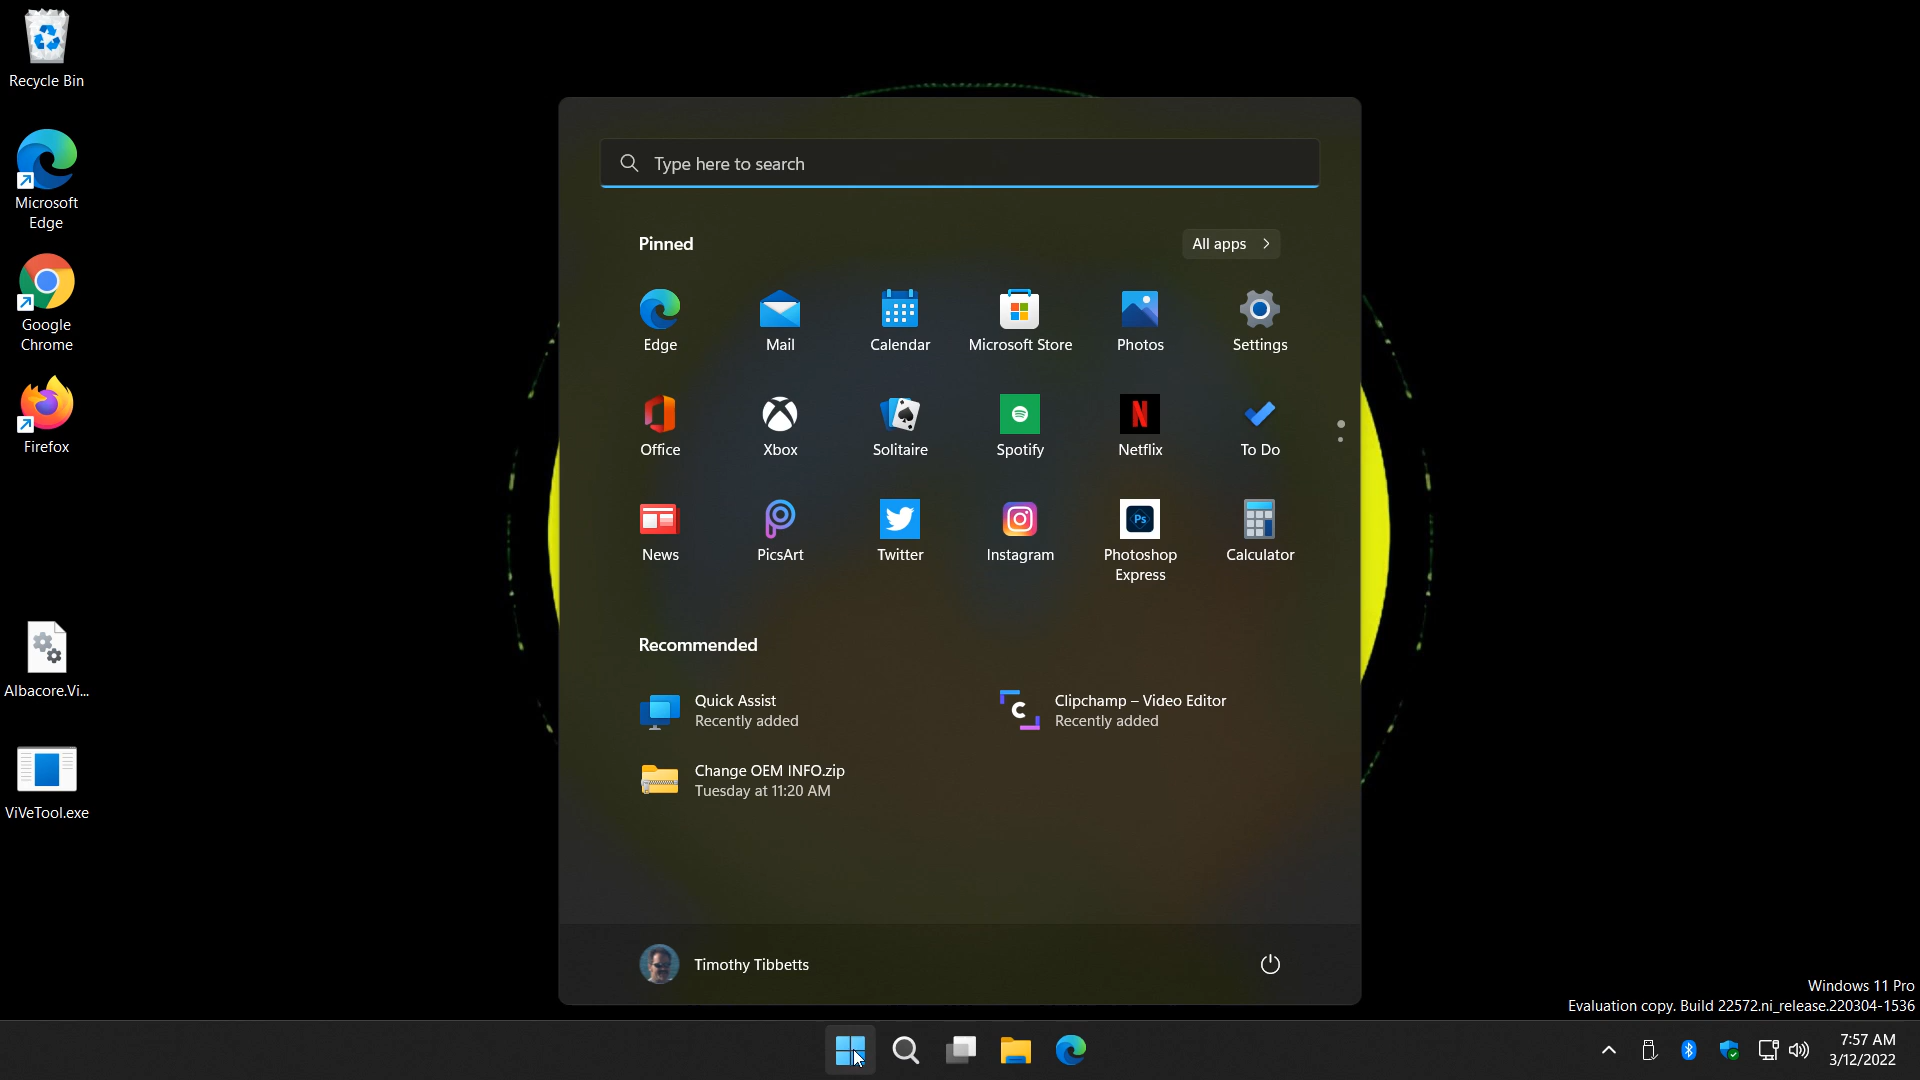 Recycle Bin
Microsoft
Edge
Google
Chrome
Firefox
Albacore.Vi...
ViVeTool.exe
Type here to search
Pinned
All apps
Edge
Mail
Calendar
Microsoft Store
Photos
Settings
Office
Xbox
Solitaire
Spotify
Netflix
To Do
News
PicsArt
Twitter
Instagram
Ps
Photoshop
Express
Calculator
Recommended
Quick Assist
Recently added
Clipchamp – Video Editor
Recently added
Change OEM INFO.zip
Tuesday at 11:20 AM
Timothy Tibbetts
Windows 11 Pro
Evaluation copy. Build 22572.ni_release.220304-1536
7:57 AM
3/12/2022